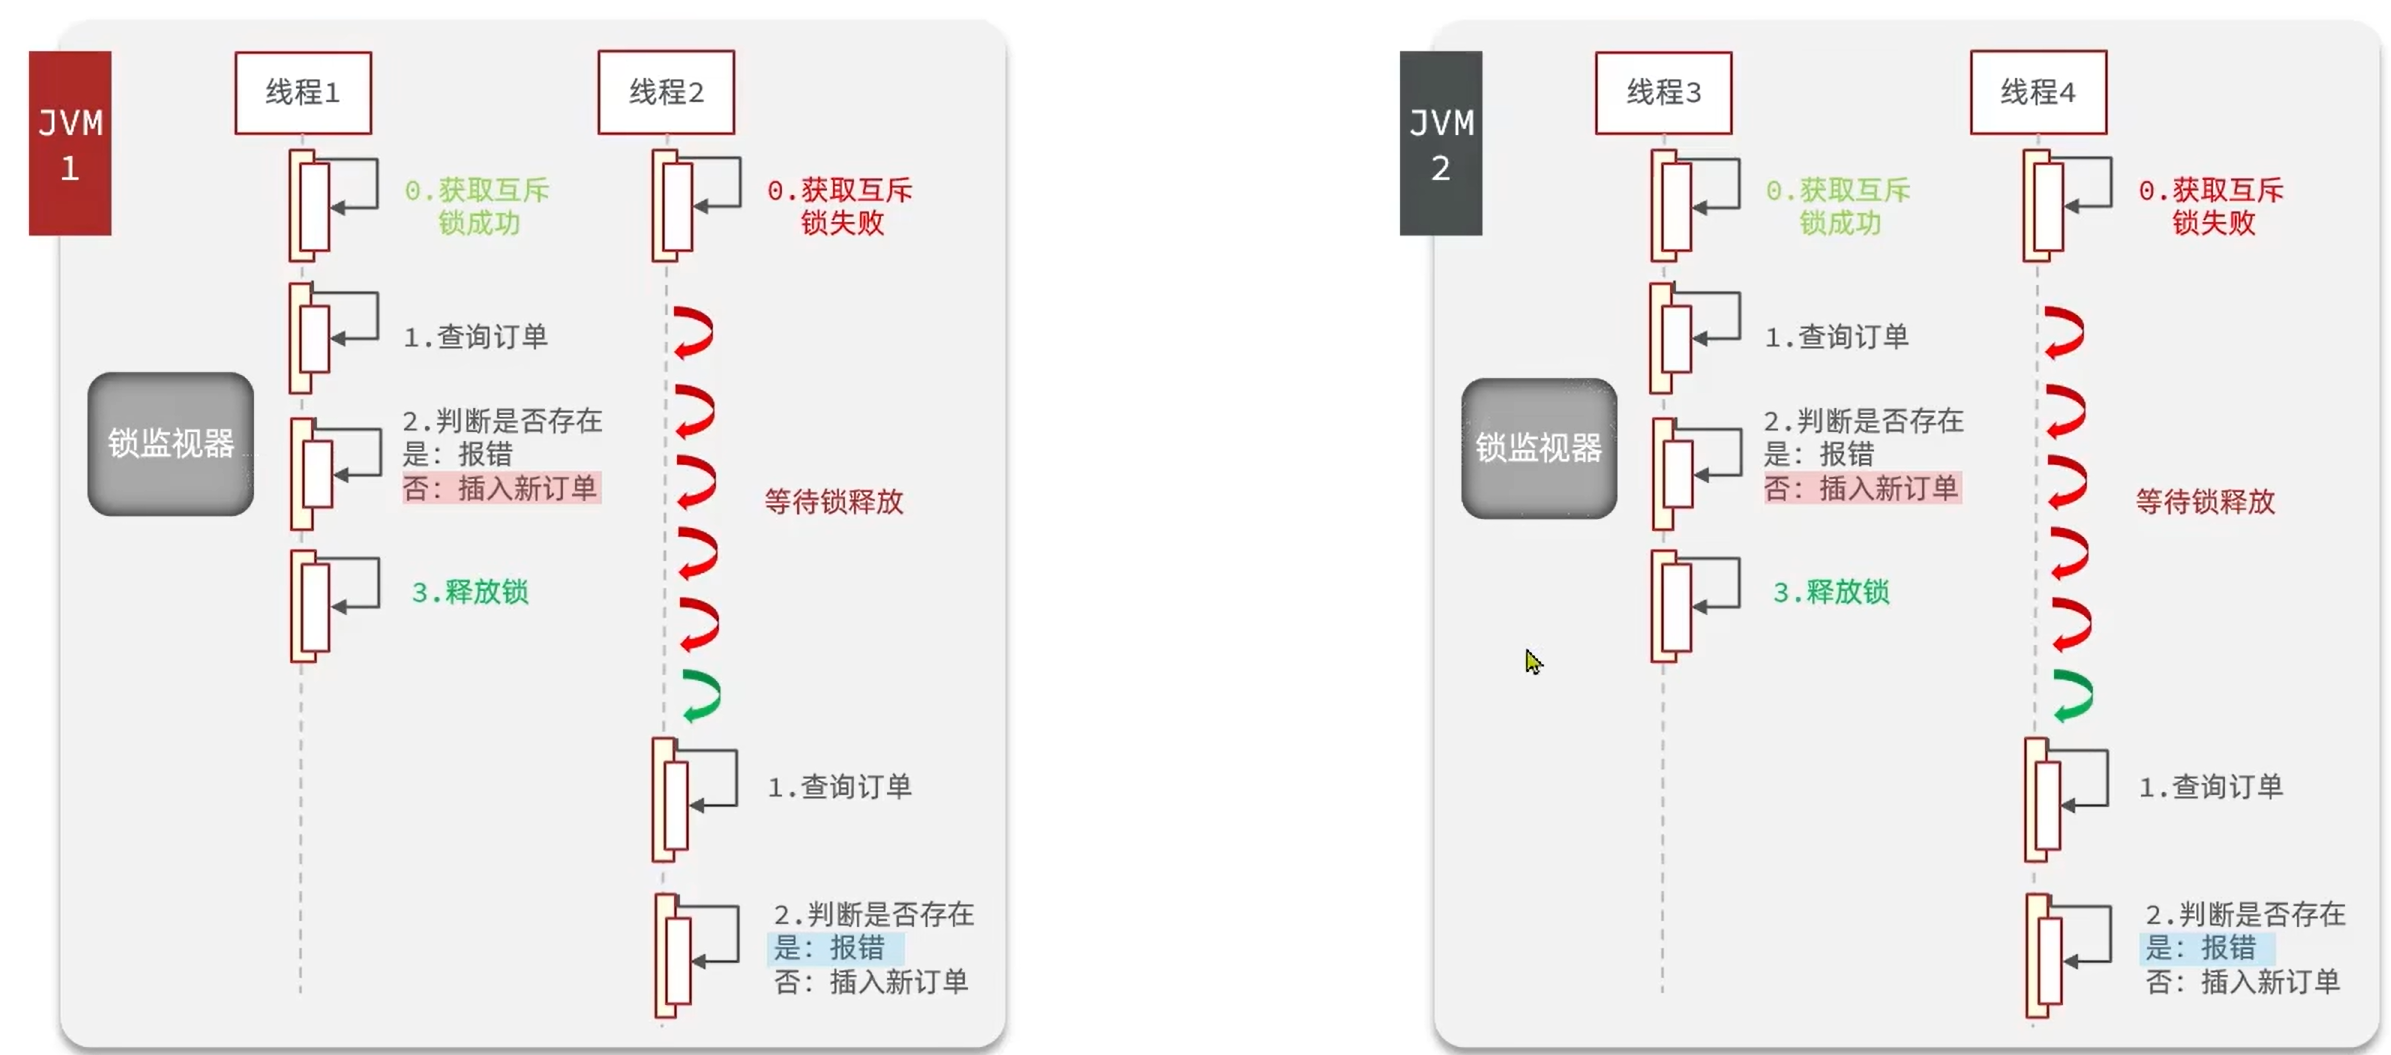 JVM
1
线程1
线程2
0.获取互斥
锁成功
0.获取互斥
锁失败
1.查询订单
锁监视器
2.判断是否存在
是：报错
否：插入新订单
等待锁释放
3.释放锁
1.查询订单
2.判断是否存在
是：报错
否：插入新订单
JVM
2
线程3
线程4
0.获取互斥
锁成功
0.获取互斥
锁失败
1.查询订单
锁监视器
2.判断是否存在
是：报错
否：插入新订单
等待锁释放
3.释放锁
1.查询订单
2.判断是否存在
是：报错
否：插入新订单